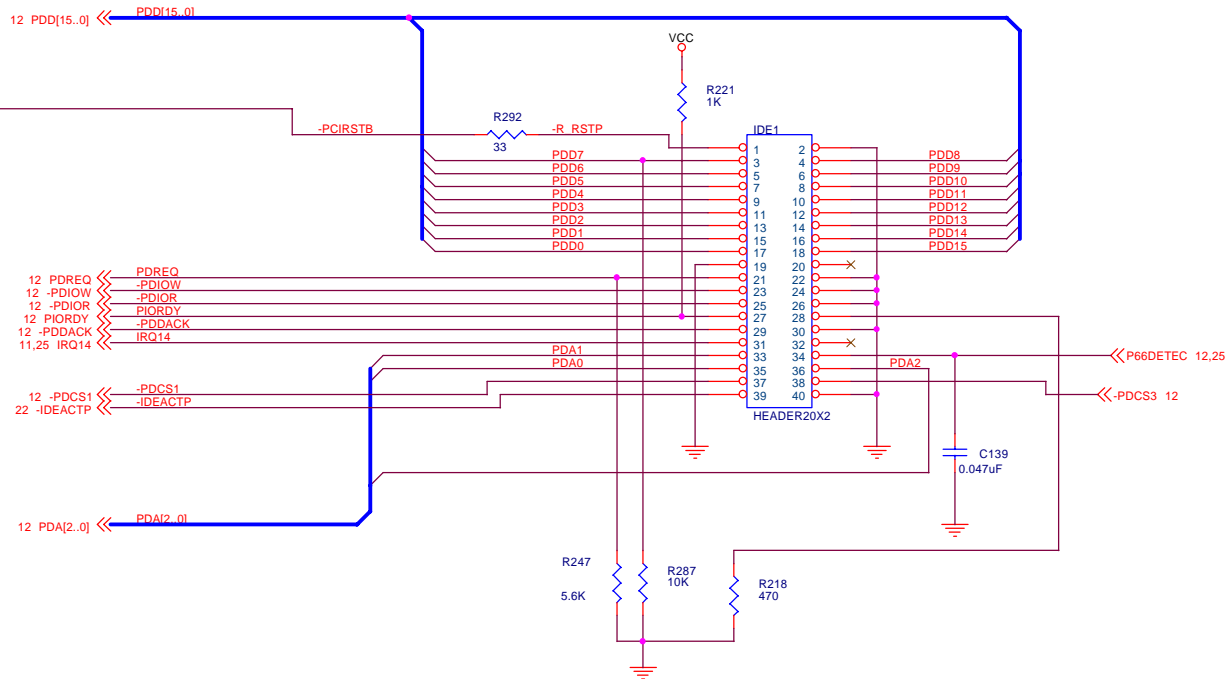 12 PDD[15..0] PDD[15..0]
VCC
R221
1K
R292
-PCIRSTB -R_RSTP IDE1
33
1 2
PDD7 3 4 PDD8
PDD6 5 6 PDD9
PDD5 7 8 PDD10
PDD4 9 10 PDD11
PDD3 11 12 PDD12
PDD2 13 14 PDD13
PDD1 15 16 PDD14
PDD0 17 18 PDD15
19 20
12 PDREQ PDREQ 21 22
12 -PDIOW -PDIOW 23 24
12 -PDIOR -PDIOR 25 26
12 PIORDY PIORDY 27 28
12 -PDDACK -PDDACK 29 30
11,25 IRQ14 IRQ14 31 32
PDA1 33 34 P66DETEC 12,25
PDA0 35 36 PDA2
12 -PDCS1 -PDCS1 37 38 -PDCS3 12
22 -IDEACTP -IDEACTP 39 40
HEADER20X2
C139
0.047uF
12 PDA[2..0] PDA[2..0]
R247 R287 R218
5.6K 10K 470